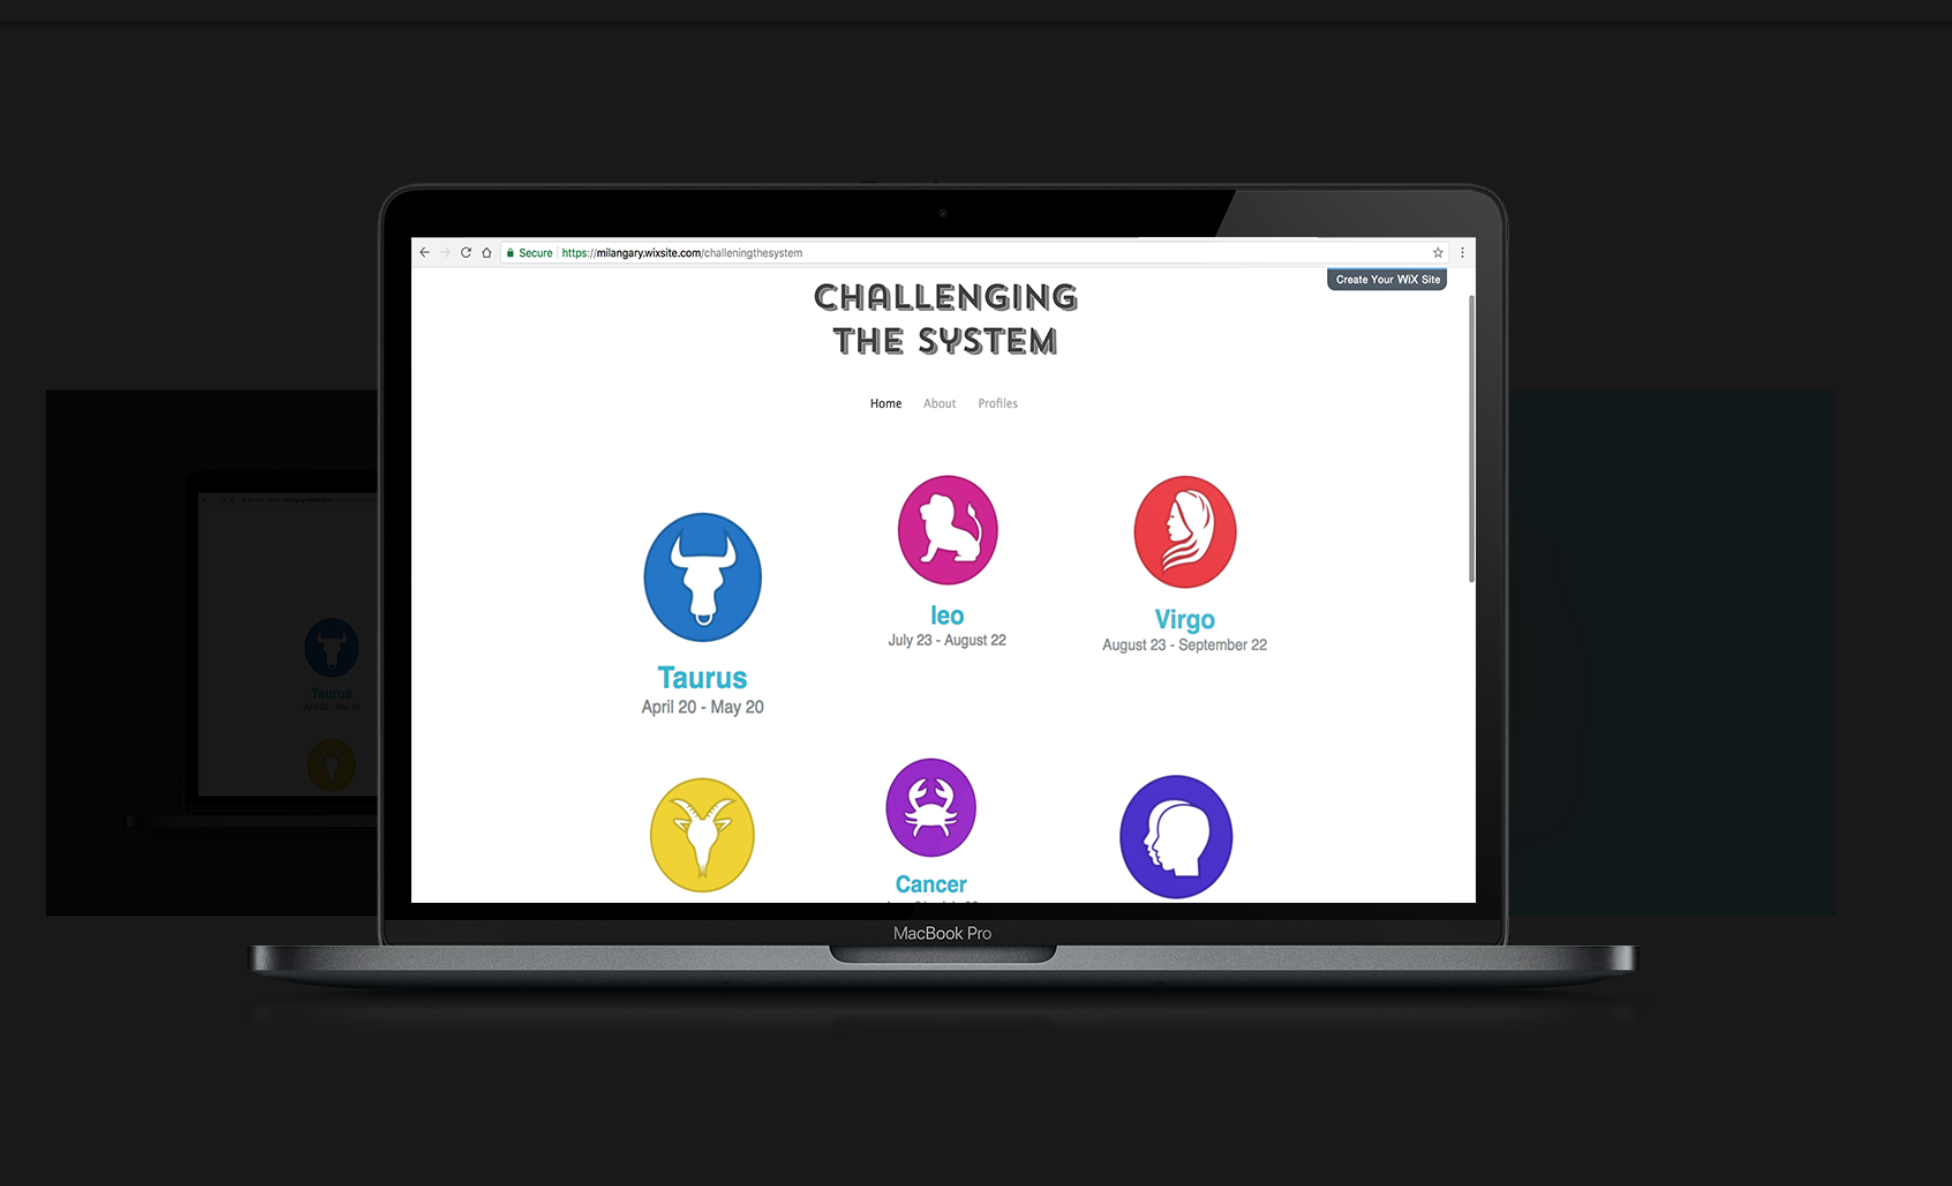 Secure https://milangary.wixsite.com/challeningthesystem
Create Your WiX Site
CHALLENGING
THE SYSTEM
Home About Profiles
leo
July 23 - August 22
Virgo
August 23 - September 22
Taurus
April 20 - May 20
Cancer
MacBook Pro
Taurus
April 20 - May 20